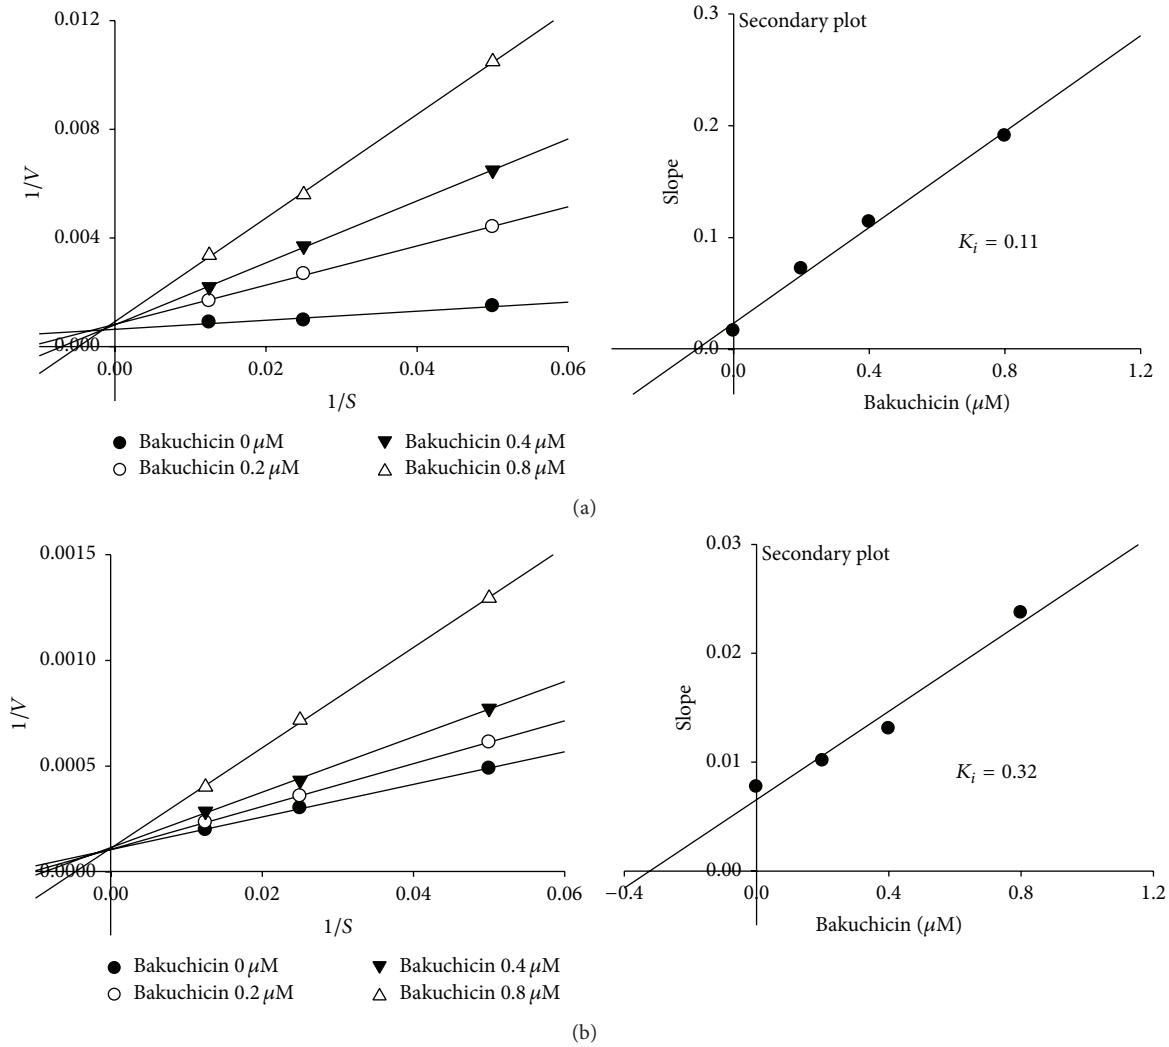 0.012
0.008
0.004
0.000
1/V
0.00
0.02
0.04
0.06
1/S
Bakuchicin 0 μM
Bakuchicin 0.2 μM
Bakuchicin 0.4 μM
Bakuchicin 0.8 μM
Secondary plot
0.3
0.2
0.1
0.0
Slope
K_i = 0.11
0.0
0.4
0.8
1.2
Bakuchicin (μM)
(a)
0.0015
0.0010
0.0005
0.0000
1/V
0.00
0.02
0.04
0.06
1/S
Bakuchicin 0 μM
Bakuchicin 0.2 μM
Bakuchicin 0.4 μM
Bakuchicin 0.8 μM
Secondary plot
0.03
0.02
0.01
0.00
Slope
K_i = 0.32
−0.4
0.0
0.4
0.8
1.2
Bakuchicin (μM)
(b)